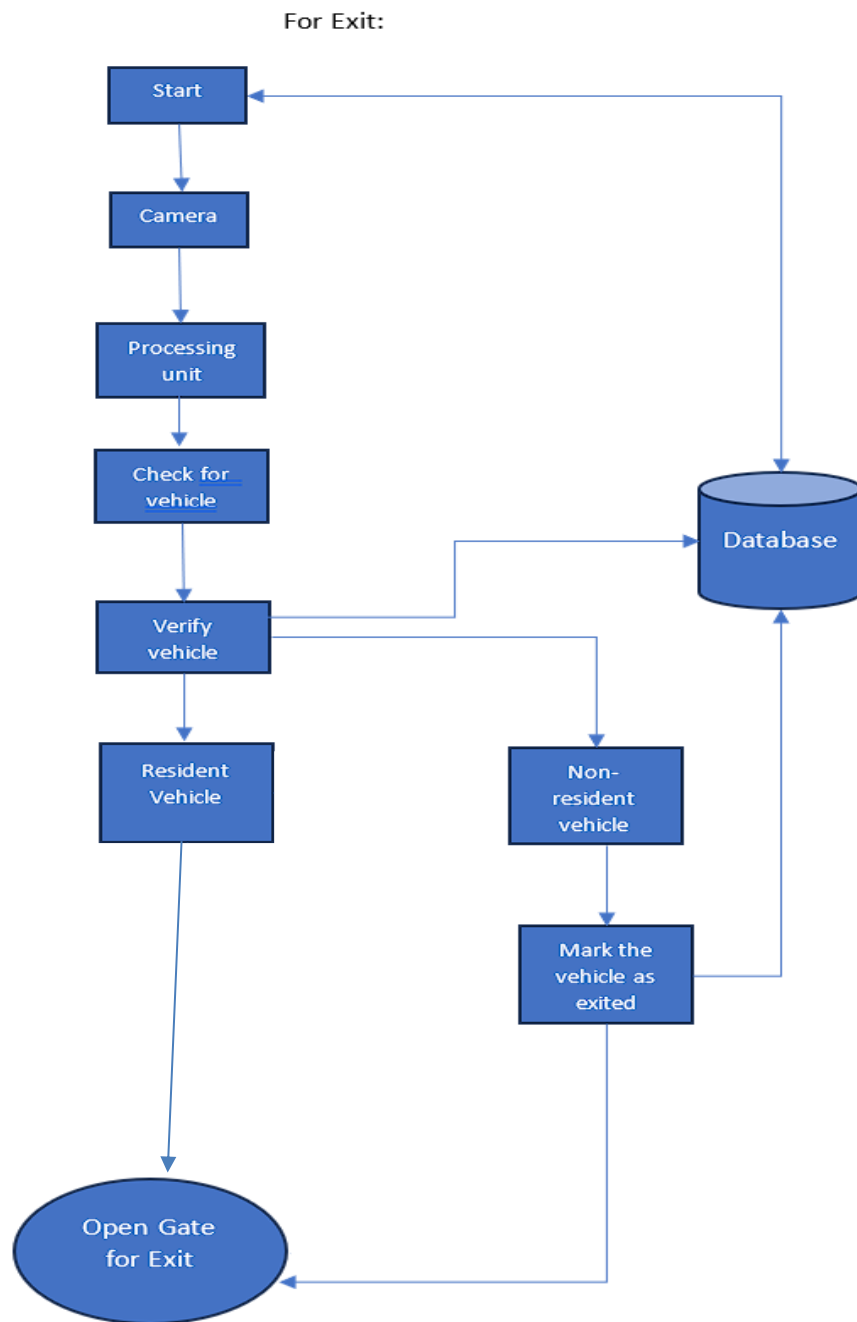 For Exit:
Start
Camera
Processing
unit
Check for
vehicle
Database
Verify
vehicle
Resident
Vehicle
Non-
resident
vehicle
Mark the
vehicle as
exited
Open Gate
for Exit